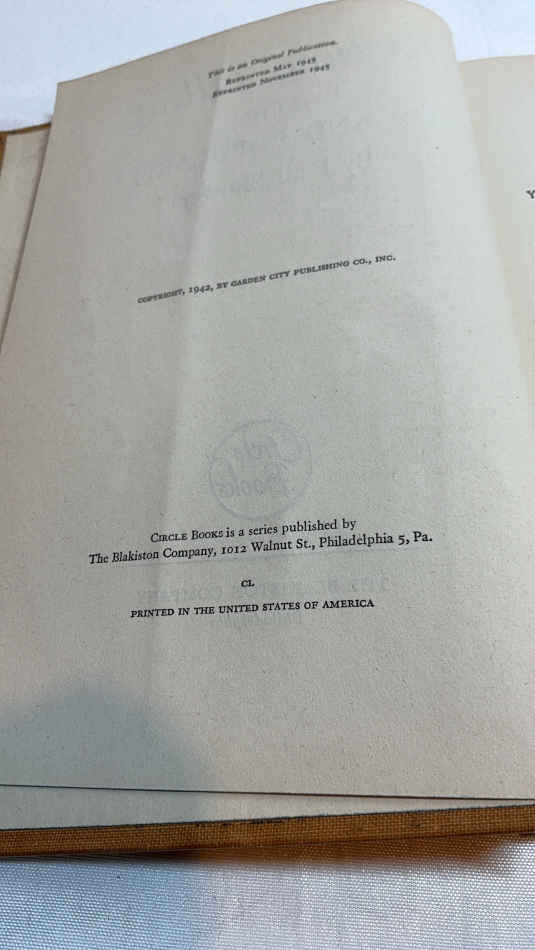 This is an Original Publication.
REPRINTED MAY 1945
REPRINTED NOVEMBER 1945
COPYRIGHT, 1942, BY GARDEN CITY PUBLISHING CO., INC.
CIRCLE BOOKS is a series published by
The Blakiston Company, 1012 Walnut St., Philadelphia 5, Pa.
CL
PRINTED IN THE UNITED STATES OF AMERICA
Y